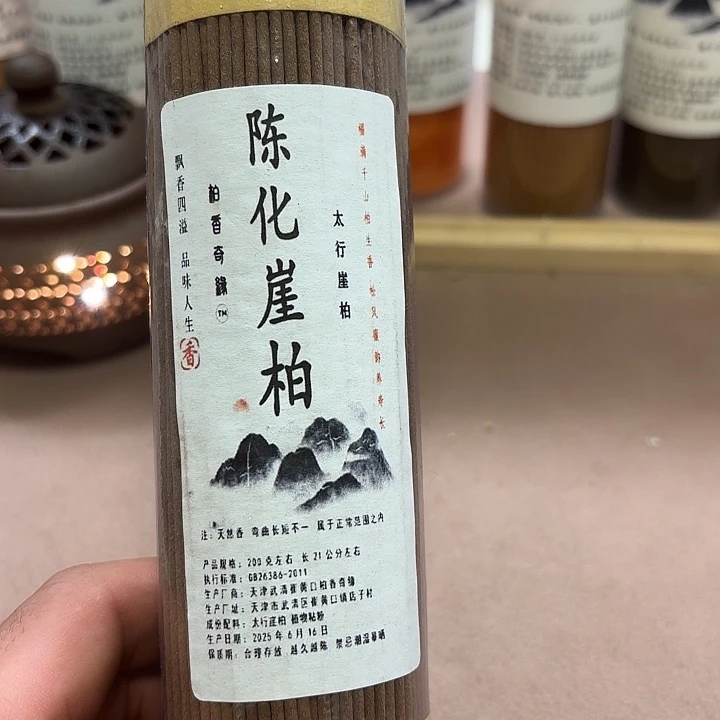 陈化崖柏
太行崖柏
柏香奇缘TM
飘香四溢 品味人生
香
注:天然香 弯曲长短不一 属于正常范围之内
产品规格:200克左右 长21公分左右
执行标准:GB26386-2011
生产厂商:天津武清崔黄口柏香奇缘
生产厂址:天津市武清区崔黄口镇店子村
成份配料:太行崖柏 植物粘粉
生产日期:2025年6月16日
保质期:合理存放 越久越陈 禁忌潮湿暴晒